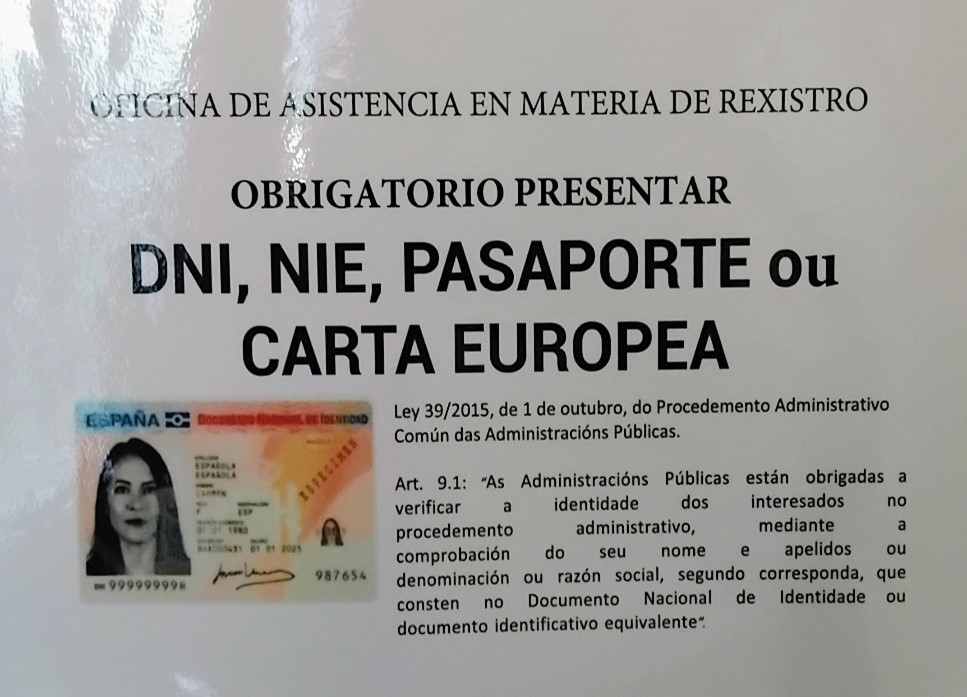 OFICINA DE ASISTENCIA EN MATERIA DE REXISTRO
OBRIGATORIO PRESENTAR
DNI, NIE, PASAPORTE ou
CARTA EUROPEA
ESPAÑA
DOCUMENTO NACIONAL DE IDENTIDAD
ESPECIMEN
ESPAÑOLA
ESPAÑOLA
CARMEN
F ESP
01 01 1980
01 01 2025
987654
99999999R
Ley 39/2015, de 1 de outubro, do Procedemento Administrativo
Común das Administracións Públicas.
Art. 9.1: “As Administracións Públicas están obrigadas a
verificar a identidade dos interesados no
procedemento administrativo, mediante a
comprobación do seu nome e apelidos ou
denominación ou razón social, segundo corresponda, que
consten no Documento Nacional de Identidade ou
documento identificativo equivalente”.